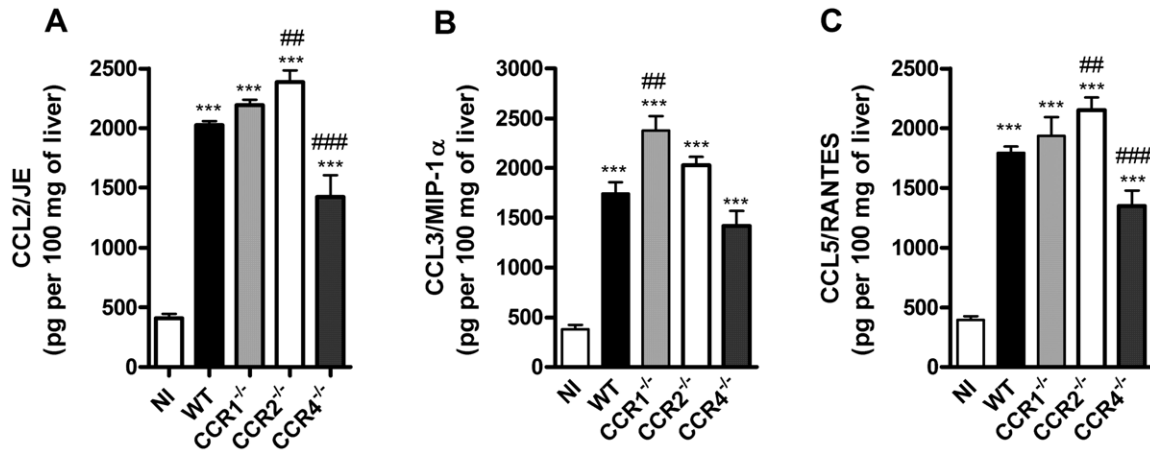 A
CCL2/JE
(pg per 100 mg of liver)
2500
2000
1500
1000
500
0
***
***
##
***
###
***
NI
WT
CCR1-/-
CCR2-/-
CCR4-/-
B
CCL3/MIP-1α
(pg per 100 mg of liver)
3000
2500
2000
1500
1000
500
0
***
##
***
***
***
NI
WT
CCR1-/-
CCR2-/-
CCR4-/-
C
CCL5/RANTES
(pg per 100 mg of liver)
2500
2000
1500
1000
500
0
***
***
##
***
###
***
NI
WT
CCR1-/-
CCR2-/-
CCR4-/-